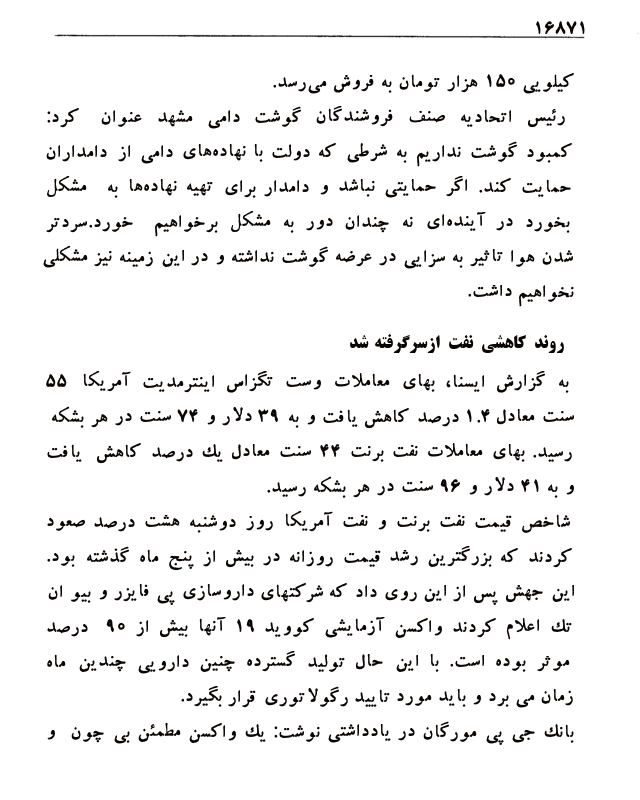 ۱۶۸۷۱
کیلویی ۱۵۰ هزار تومان به فروش می‌رسد.
رئیس اتحادیه صنف فروشندگان گوشت دامی مشهد عنوان کرد:
کمبود گوشت نداریم به شرطی که دولت با نهاده‌های دامی از دامداران
حمایت کند. اگر حمایتی نباشد و دامدار برای تهیه نهاده‌ها به مشکل
بخورد در آینده‌ای نه چندان دور به مشکل برخواهیم خورد.سردتر
شدن هوا تاثیر به سزایی در عرضه گوشت نداشته و در این زمینه نیز مشکلی
نخواهیم داشت.
روند کاهشی نفت ازسرگرفته شد
به گزارش ایسنا، بهای معاملات وست تگزاس اینترمدیت آمریکا ۵۵
سنت معادل ۱.۴ درصد کاهش یافت و به ۳۹ دلار و ۷۴ سنت در هر بشکه
رسید. بهای معاملات نفت برنت ۴۴ سنت معادل یك درصد کاهش یافت
و به ۴۱ دلار و ۹۶ سنت در هر بشکه رسید.
شاخص قیمت نفت برنت و نفت آمریکا روز دوشنبه هشت درصد صعود
کردند که بزرگترین رشد قیمت روزانه در بیش از پنج ماه گذشته بود.
این جهش پس از این روی داد که شرکتهای داروسازی پی فایزر و بیو ان
تك اعلام کردند واکسن آزمایشی کووید ۱۹ آنها بیش از ۹۰ درصد
موثر بوده است. با این حال تولید گسترده چنین دارویی چندین ماه
زمان می برد و باید مورد تایید رگولاتوری قرار بگیرد.
بانك جی پی مورگان در یادداشتی نوشت: یك واکسن مطمئن بی چون و